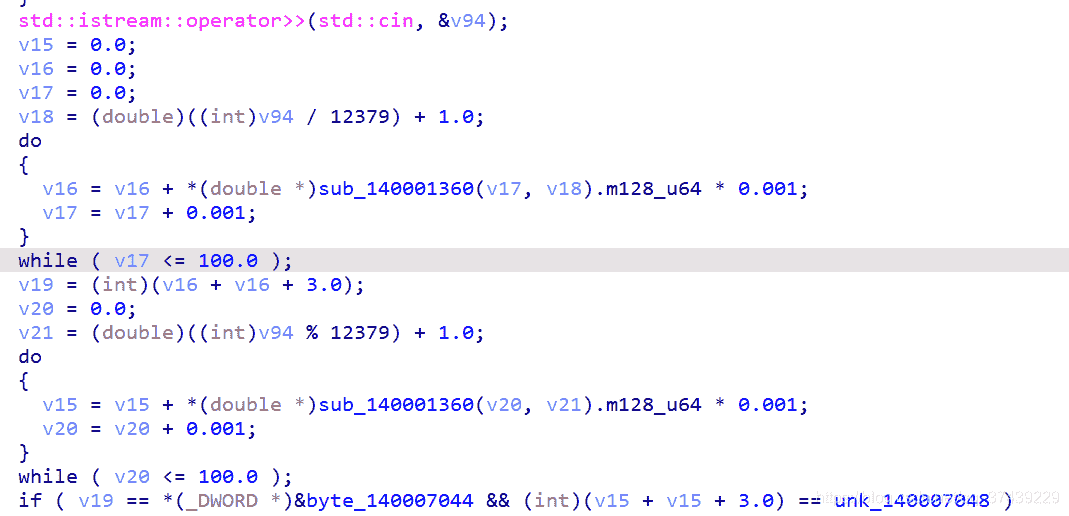 }
std::istream::operator>>(std::cin, &v94);
v15 = 0.0;
v16 = 0.0;
v17 = 0.0;
v18 = (double)((int)v94 / 12379) + 1.0;
do
{
v16 = v16 + *(double *)sub_140001360(v17, v18).m128_u64 * 0.001;
v17 = v17 + 0.001;
}
while ( v17 <= 100.0 );
v19 = (int)(v16 + v16 + 3.0);
v20 = 0.0;
v21 = (double)((int)v94 % 12379) + 1.0;
do
{
v15 = v15 + *(double *)sub_140001360(v20, v21).m128_u64 * 0.001;
v20 = v20 + 0.001;
}
while ( v20 <= 100.0 );
if ( v19 == *(_DWORD *)&byte_140007044 && (int)(v15 + v15 + 3.0) == unk_140007048 )